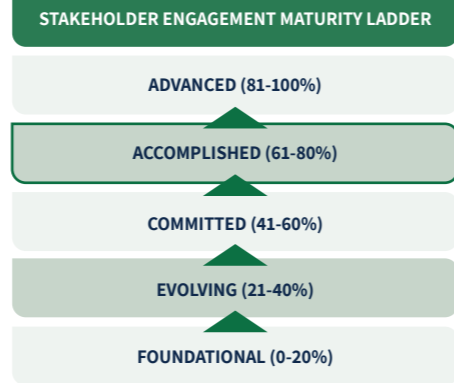 STAKEHOLDER ENGAGEMENT MATURITY LADDER
ADVANCED (81-100%)
ACCOMPLISHED (61-80%)
COMMITTED (41-60%)
EVOLVING (21-40%)
FOUNDATIONAL (0-20%)